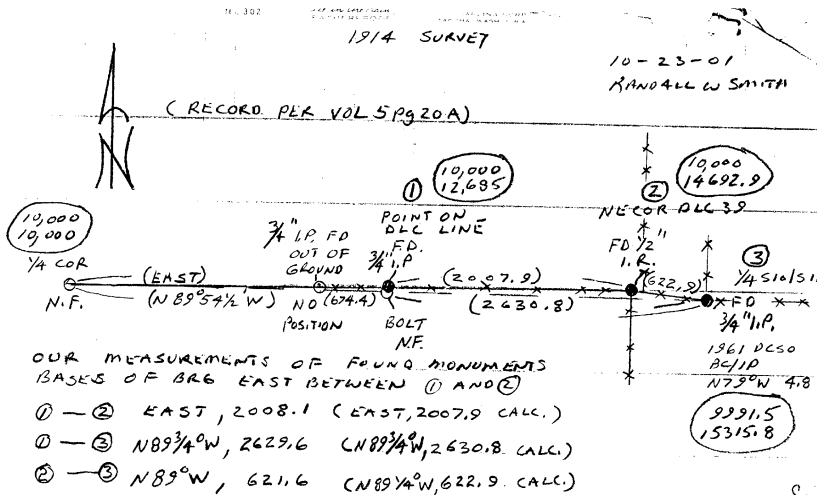 No. 302
1914 SURVEY
10-23-01
RANDALL W SMITH
(RECORD PER VOL 5 Pg 20A)
N
10,000
12,685
10,000
14692.9
10,000
10,000
1/4 COR
N.F.
①
POINT ON
DLC LINE
F.D.
3/4" I.P
3/4" I.P. FD
OUT OF
GROUND
②
NE COR DLC 39
FD 1/2"
I.R.
③
1/4 S10/S1
(EAST)
(N 89°54½'W)
NO
POSITION
(674.4)
BOLT
N.F.
(2007.9)
(2630.8)
(622.9)
FD
3/4" I.P.
1961 DCSO
BC/IP
N79°W 4.8
9991.5
15315.8
OUR MEASUREMENTS OF FOUND MONUMENTS
BASES OF BRG EAST BETWEEN ① AND ②
① — ② EAST, 2008.1 (EAST, 2007.9 CALC.)
① — ③ N89¾°W, 2629.6 (N89¾°W, 2630.8 CALC.)
② — ③ N89°W, 621.6 (N89¼°W, 622.9 CALC.)